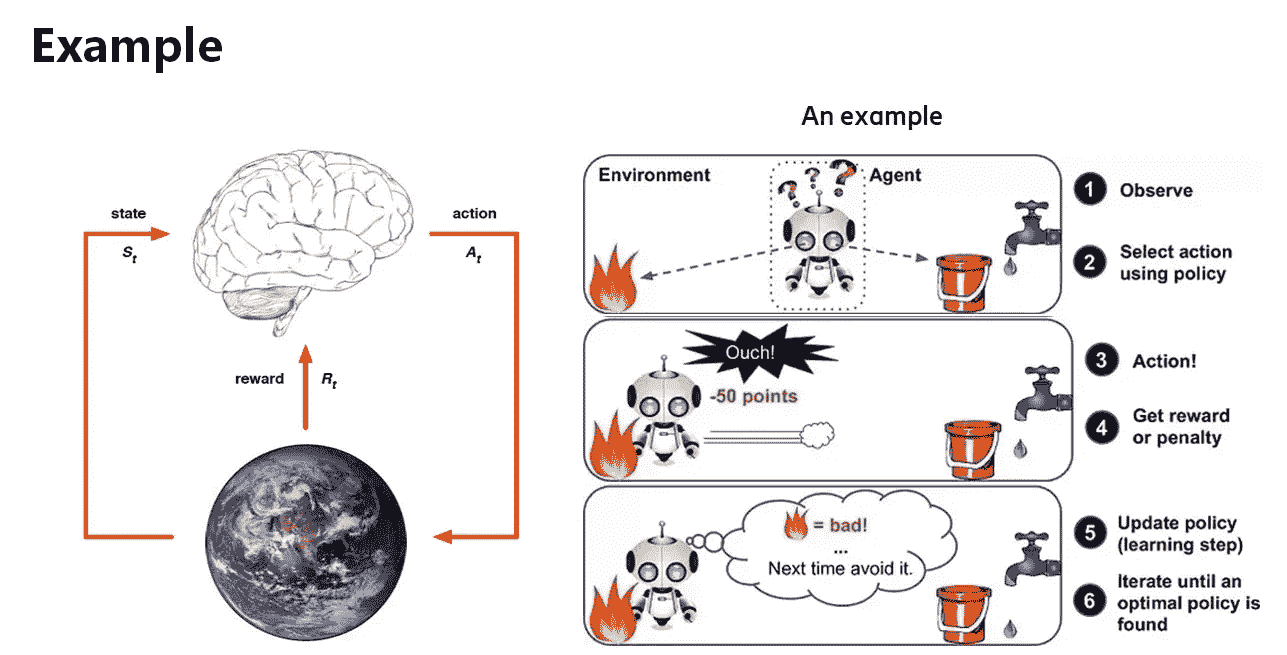 Example
state
S_t
action
A_t
reward R_t
An example
Environment
Agent
? ? ?
1 Observe
2 Select action
using policy
Ouch!
-50 points
3 Action!
4 Get reward
or penalty
= bad!
...
Next time avoid it.
5 Update policy
(learning step)
6 Iterate until an
optimal policy is
found